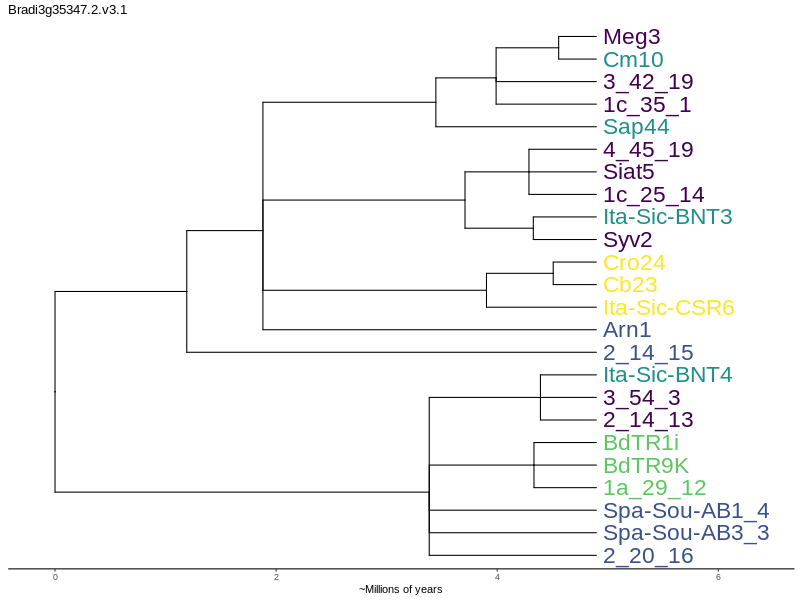 Bradi3g35347.2.v3.1
Meg3
Cm10
3_42_19
1c_35_1
Sap44
4_45_19
Siat5
1c_25_14
Ita-Sic-BNT3
Syv2
Cro24
Cb23
Ita-Sic-CSR6
Arn1
2_14_15
Ita-Sic-BNT4
3_54_3
2_14_13
BdTR1i
BdTR9K
1a_29_12
Spa-Sou-AB1_4
Spa-Sou-AB3_3
2_20_16
0 2 4 6
~Millions of years